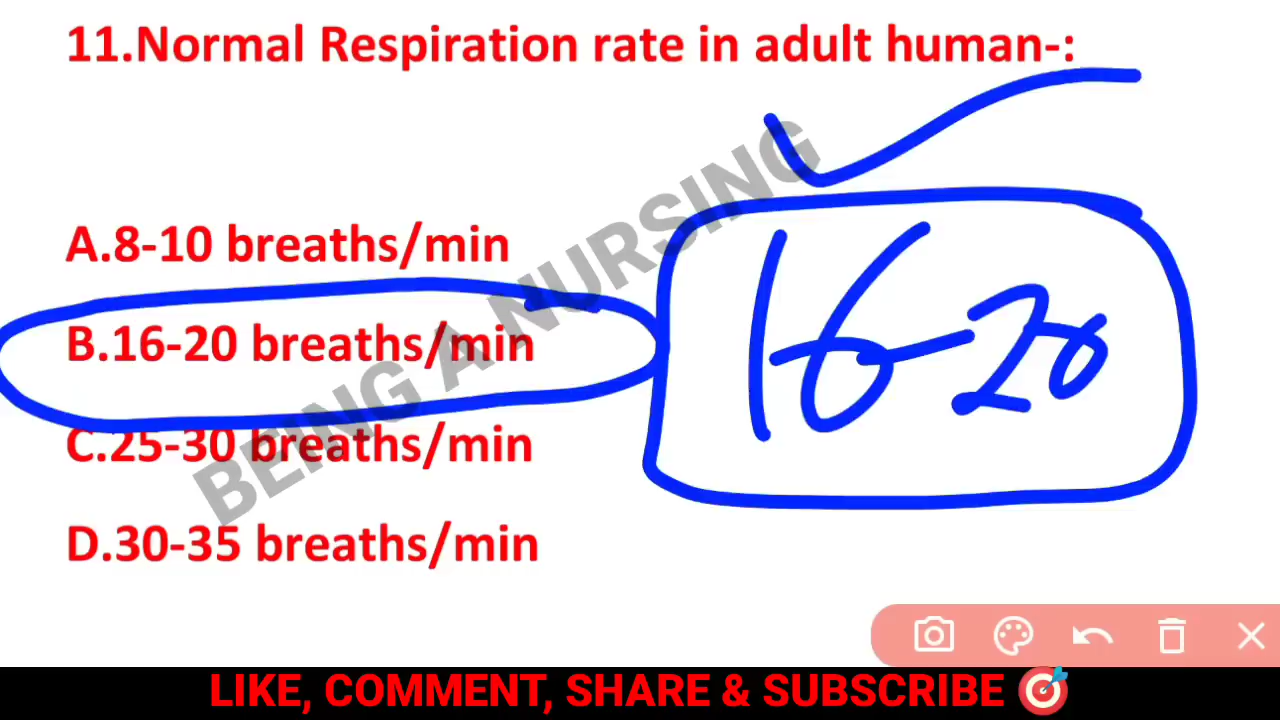 11.Normal Respiration rate in adult human-:
A.8-10 breaths/min
B.16-20 breaths/min
16-20
C.25-30 breaths/min
D.30-35 breaths/min
BEING A NURSING
LIKE, COMMENT, SHARE & SUBSCRIBE 🎯